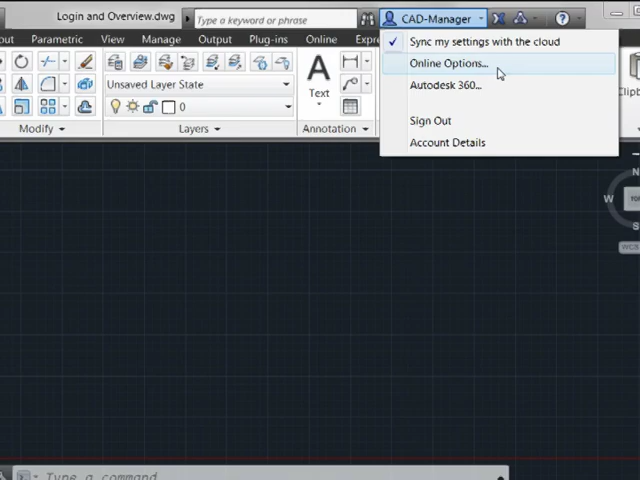 Login and Overview.dwg
Type a keyword or phrase
CAD-Manager
Parametric View Manage Output Plug-ins Online
Sync my settings with the cloud
Online Options...
Autodesk 360...
Sign Out
Account Details
Unsaved Layer State
0
A
Text
Modify
Layers
Annotation
N
W
S
WCS
Type a command